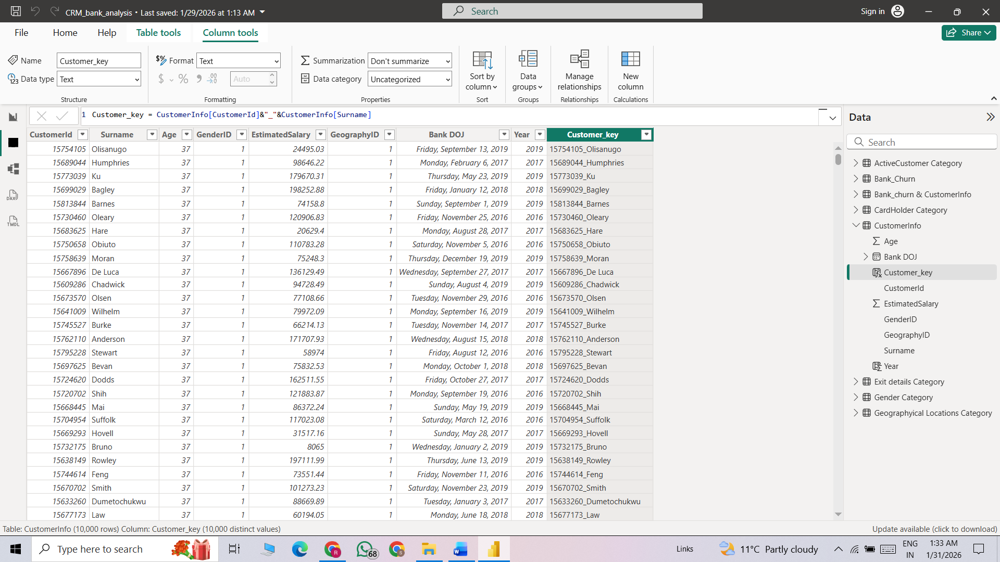 CRM_bank_analysis • Last saved: 1/29/2026 at 1:13 AM
Search
Sign in
File Home Help Table tools Column tools
Share
Name Customer_key
Data type Text
Structure
Format Text
$ % Auto
Formatting
Summarization Don't summarize
Data category Uncategorized
Properties
Sort by column
Sort
Data groups
Groups
Manage relationships
Relationships
New column
Calculations
1 Customer_key = CustomerInfo[CustomerId]&"_"&CustomerInfo[Surname]
CustomerId Surname Age GenderID EstimatedSalary GeographyID Bank DOJ Year Customer_key
15754105 Olisanugo 37 1 24495.03 1 Friday, September 13, 2019 2019 15754105_Olisanugo
15689044 Humphries 37 1 98646.22 1 Monday, February 6, 2017 2017 15689044_Humphries
15773039 Ku 37 1 179670.31 1 Thursday, May 23, 2019 2019 15773039_Ku
15699029 Bagley 37 1 198252.88 1 Friday, January 12, 2018 2018 15699029_Bagley
15813844 Barnes 37 1 74158.8 1 Sunday, September 1, 2019 2019 15813844_Barnes
15730460 Oleary 37 1 120906.83 1 Friday, November 25, 2016 2016 15730460_Oleary
15683625 Hare 37 1 20629.4 1 Monday, August 28, 2017 2017 15683625_Hare
15750658 Obiuto 37 1 110783.28 1 Saturday, November 5, 2016 2016 15750658_Obiuto
15758639 Moran 37 1 75248.3 1 Thursday, December 19, 2019 2019 15758639_Moran
15667896 De Luca 37 1 136129.49 1 Wednesday, September 27, 2017 2017 15667896_De Luca
15609286 Chadwick 37 1 94728.49 1 Sunday, August 4, 2019 2019 15609286_Chadwick
15673570 Olsen 37 1 77108.66 1 Tuesday, November 29, 2016 2016 15673570_Olsen
15641009 Wilhelm 37 1 79972.09 1 Monday, September 16, 2019 2019 15641009_Wilhelm
15745527 Burke 37 1 66214.13 1 Tuesday, November 14, 2017 2017 15745527_Burke
15762110 Anderson 37 1 171707.93 1 Wednesday, August 15, 2018 2018 15762110_Anderson
15795228 Stewart 37 1 58974 1 Friday, August 12, 2016 2016 15795228_Stewart
15697625 Bevan 37 1 75832.53 1 Monday, October 1, 2018 2018 15697625_Bevan
15724620 Dodds 37 1 162511.55 1 Friday, October 27, 2017 2017 15724620_Dodds
15720702 Shih 37 1 121883.87 1 Monday, September 19, 2016 2016 15720702_Shih
15668445 Mai 37 1 86372.24 1 Sunday, May 19, 2019 2019 15668445_Mai
15704954 Suffolk 37 1 117023.08 1 Saturday, March 12, 2016 2016 15704954_Suffolk
15669293 Hovell 37 1 31517.16 1 Sunday, May 28, 2017 2017 15669293_Hovell
15732175 Bruno 37 1 8065 1 Wednesday, January 2, 2019 2019 15732175_Bruno
15638149 Rowley 37 1 197111.99 1 Thursday, June 13, 2019 2019 15638149_Rowley
15744614 Feng 37 1 73551.44 1 Friday, November 11, 2016 2016 15744614_Feng
15670702 Smith 37 1 101273.23 1 Saturday, November 23, 2019 2019 15670702_Smith
15633260 Dumetochukwu 37 1 88669.89 1 Tuesday, January 3, 2017 2017 15633260_Dumetochukwu
15677173 Law 37 1 60194.05 1 Monday, June 18, 2018 2018 15677173_Law
DAX
TMDL
Data
Search
ActiveCustomer Category
Bank_Churn
Bank_churn & CustomerInfo
CardHolder Category
CustomerInfo
Age
Bank DOJ
Customer_key
CustomerId
EstimatedSalary
GenderID
GeographyID
Surname
Year
Exit details Category
Gender Category
Geographyical Locations Category
Table: CustomerInfo (10,000 rows) Column: Customer_key (10,000 distinct values)
Update available (click to download)
Type here to search
68
Links
11°C Partly cloudy
ENG
IN
1:33 AM
1/31/2026